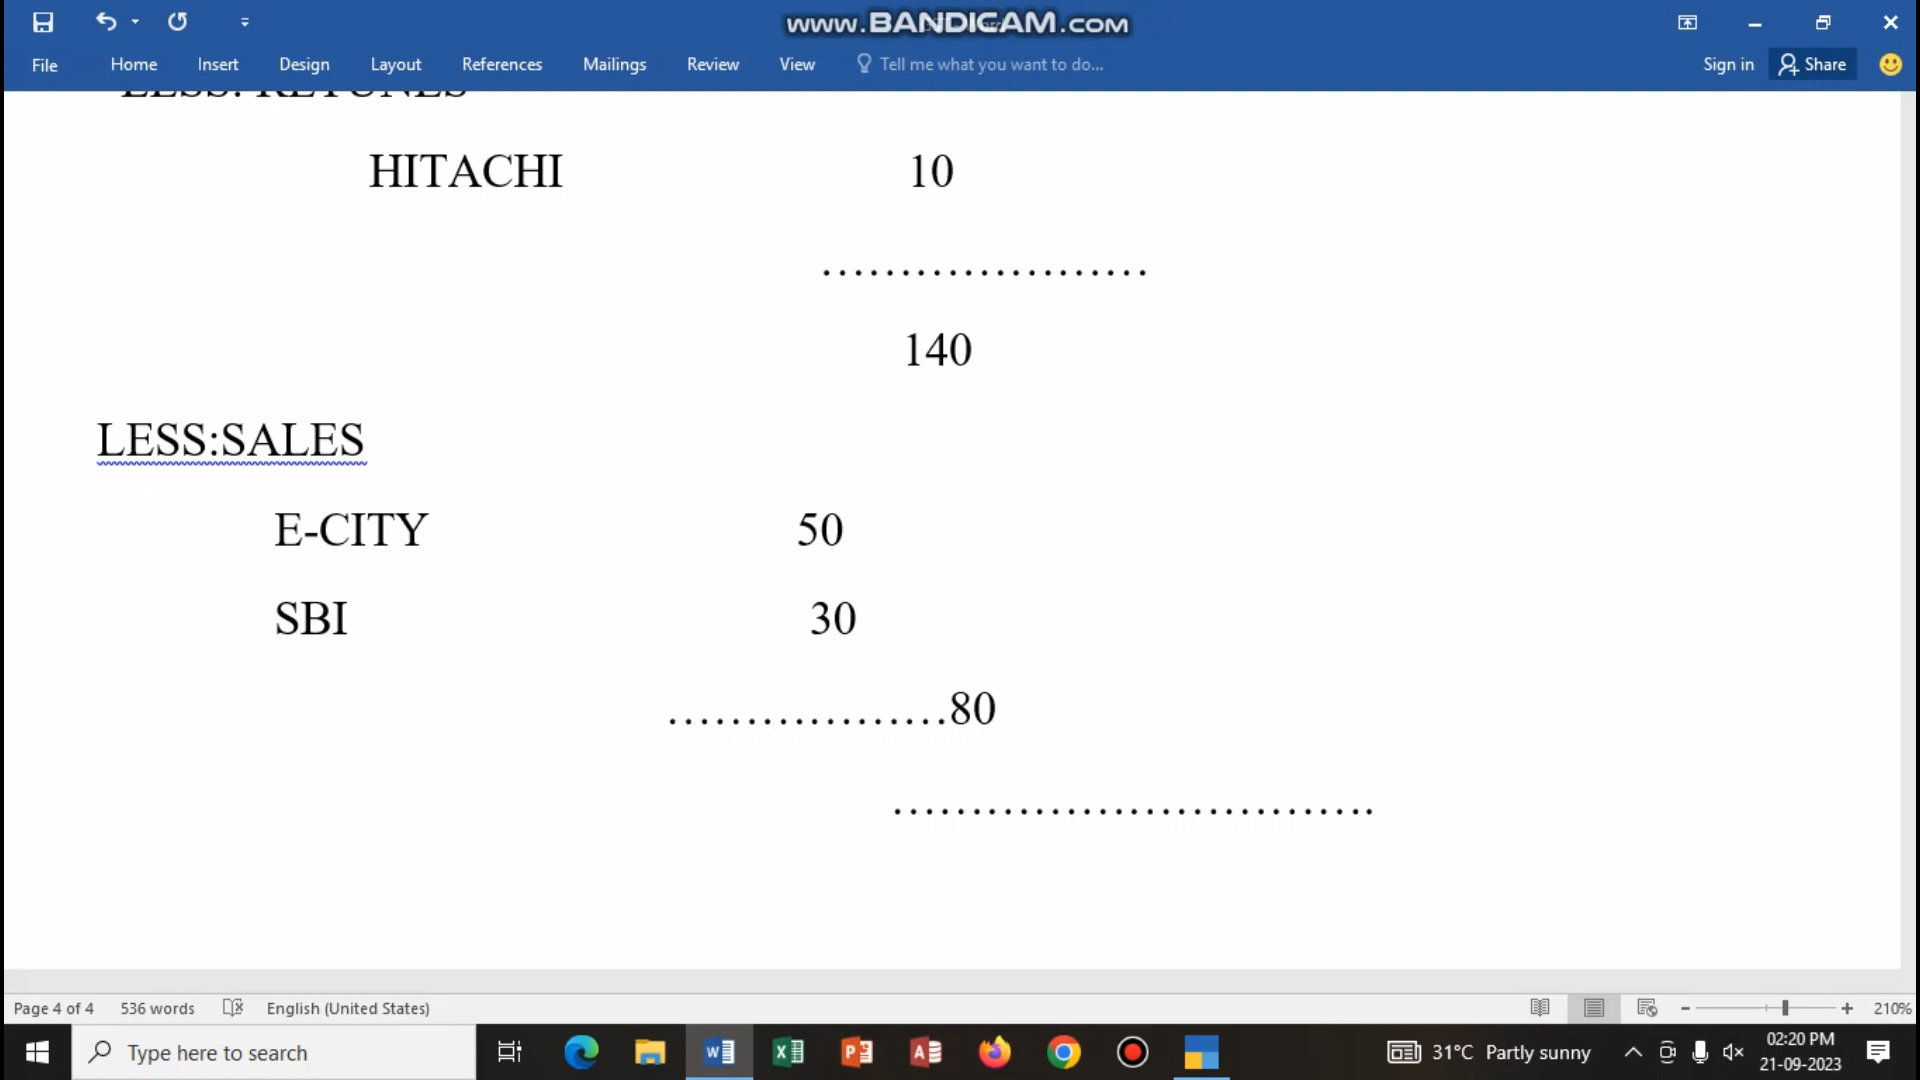 www.BANDICAM.com
File Home Insert Design Layout References Mailings Review View Tell me what you want to do... Sign in Share
LESS: RETUNES
HITACHI 10
.....................
140
LESS:SALES
E-CITY 50
SBI 30
………………80
...............................
Page 4 of 4 536 words English (United States) 210%
Type here to search 31°C Partly sunny 02:20 PM
21-09-2023